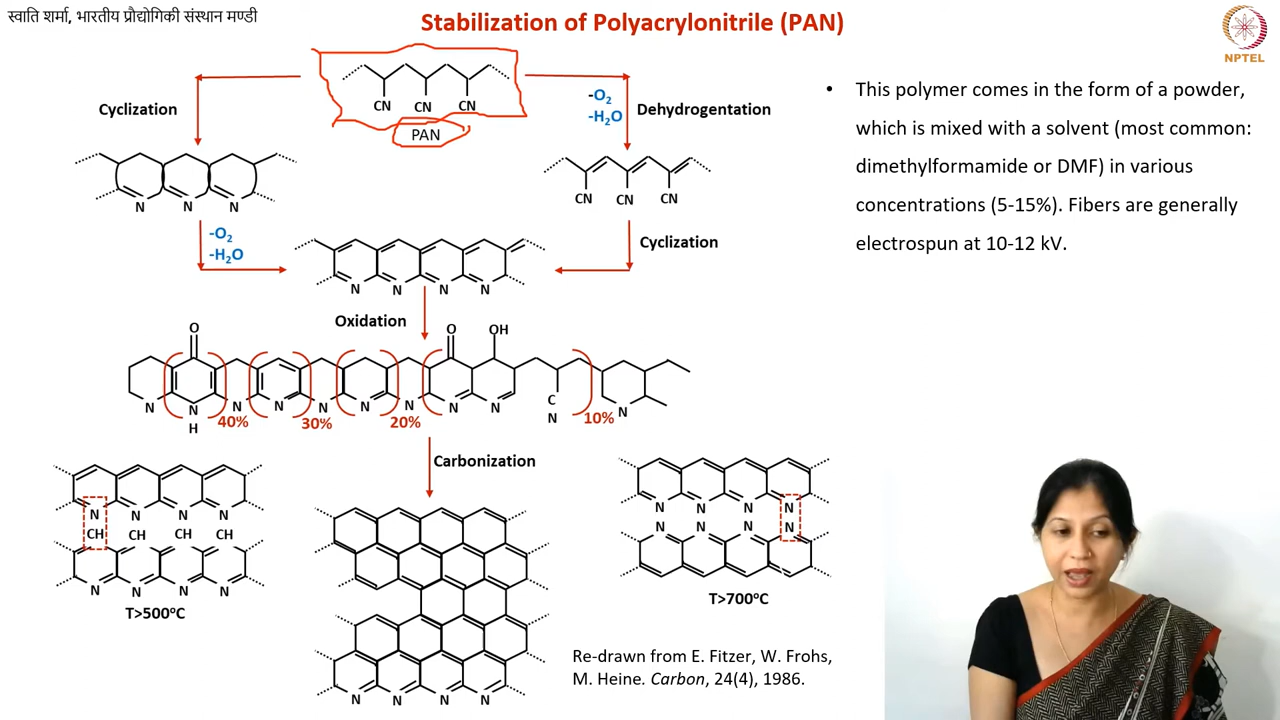 स्वाति शर्मा, भारतीय प्रौद्योगिकी संस्थान मण्डी
Stabilization of Polyacrylonitrile (PAN)
NPTEL
Cyclization
CN CN CN
PAN
-O2
-H2O
Dehydrogentation
N N N
CN CN CN
-O2
-H2O
Cyclization
N N N N
Oxidation
O O OH
N N N N N N N N N C N
H 40% 30% 20% N 10%
Carbonization
N N N N
CH CH CH CH
N N N N
T>500°C
N N N N
N N N N
T>700°C
N N N N
Re-drawn from E. Fitzer, W. Frohs,
M. Heine. Carbon, 24(4), 1986.
• This polymer comes in the form of a powder,
which is mixed with a solvent (most common:
dimethylformamide or DMF) in various
concentrations (5-15%). Fibers are generally
electrospun at 10-12 kV.